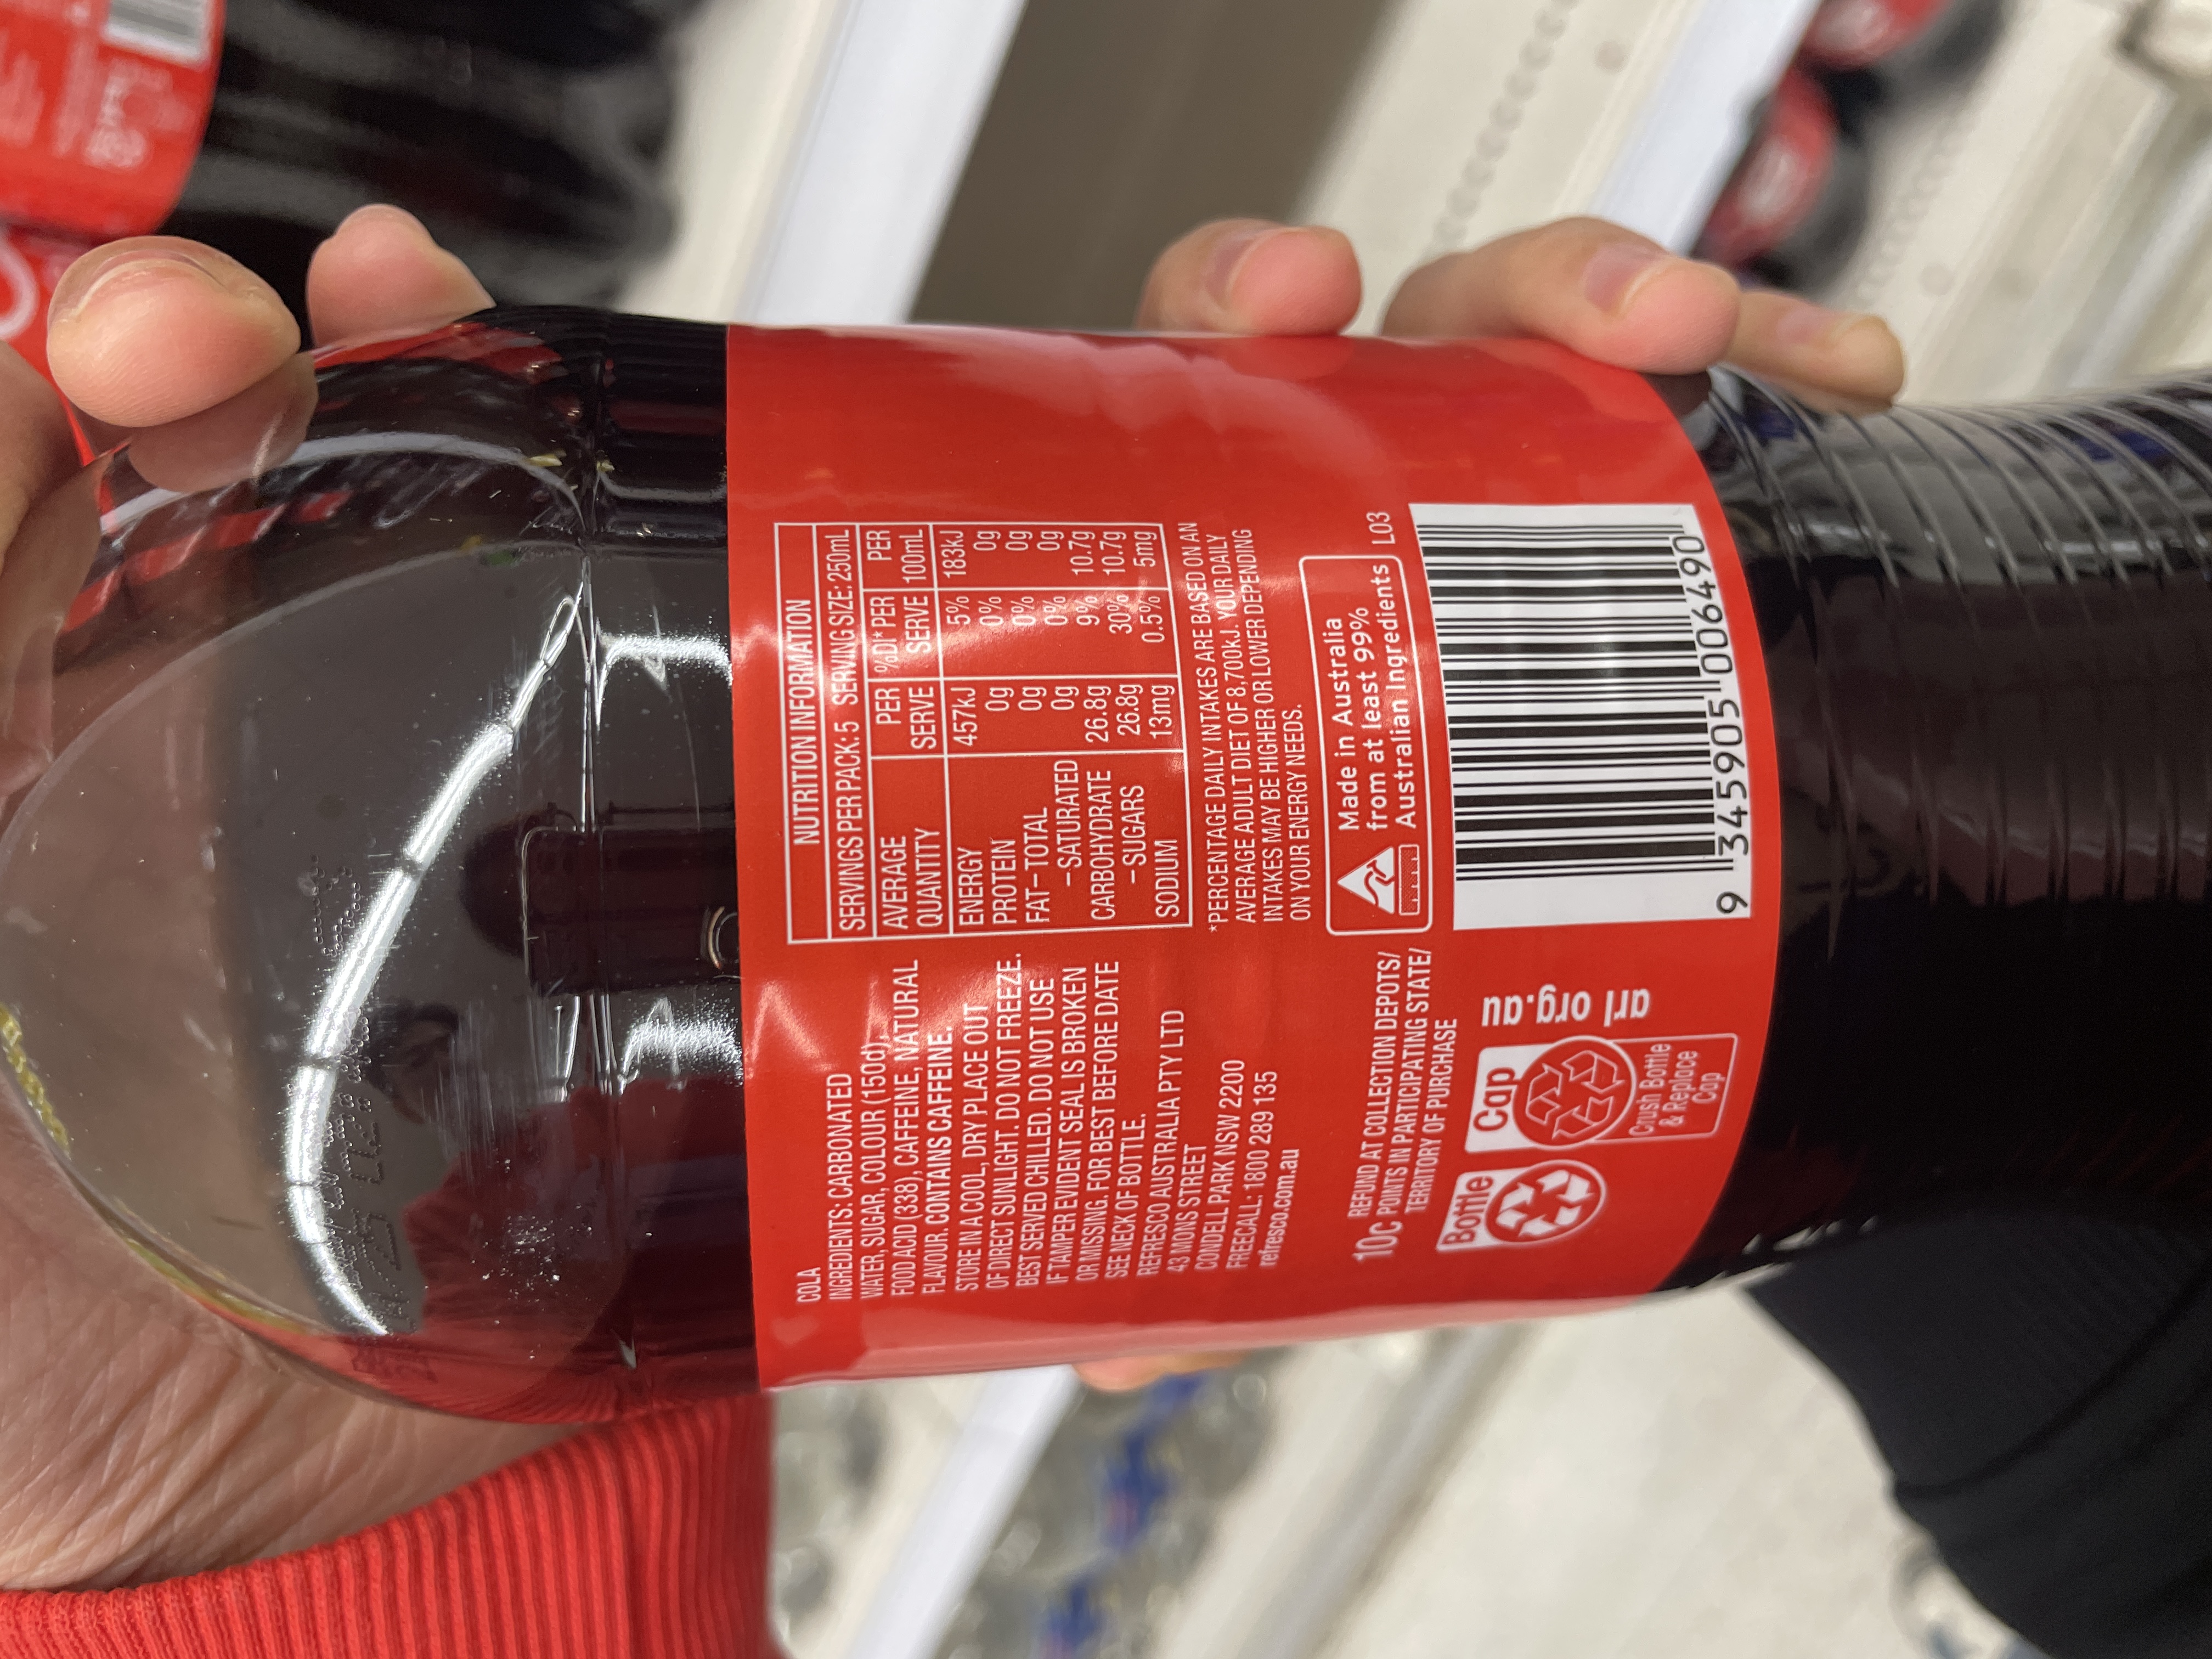 COLA
INGREDIENTS: CARBONATED
WATER, SUGAR, COLOUR (150d),
FOOD ACID (338), CAFFEINE, NATURAL
FLAVOUR. CONTAINS CAFFEINE.
STORE IN A COOL, DRY PLACE OUT
OF DIRECT SUNLIGHT. DO NOT FREEZE.
BEST SERVED CHILLED. DO NOT USE
IF TAMPER EVIDENT SEAL IS BROKEN
OR MISSING. FOR BEST BEFORE DATE
SEE NECK OF BOTTLE.
REFRESCO AUSTRALIA PTY LTD
43 MONS STREET
CONDELL PARK NSW 2200
FREECALL: 1800 289 135
refresco.com.au
10c REFUND AT COLLECTION DEPOTS/
POINTS IN PARTICIPATING STATE/
TERRITORY OF PURCHASE
Bottle
Cap
Crush Bottle
& Replace
Cap
arl org.au
NUTRITION INFORMATION
SERVINGS PER PACK: 5 SERVING SIZE: 250mL
AVERAGE QUANTITY PER SERVE %DI* PER SERVE PER 100mL
ENERGY 457kJ 5% 183kJ
PROTEIN 0g 0% 0g
FAT-TOTAL 0g 0% 0g
-SATURATED 0g 0% 0g
CARBOHYDRATE 26.8g 9% 10.7g
-SUGARS 26.8g 30% 10.7g
SODIUM 13mg 0.5% 5mg
*PERCENTAGE DAILY INTAKES ARE BASED ON AN
AVERAGE ADULT DIET OF 8,700kJ. YOUR DAILY
INTAKES MAY BE HIGHER OR LOWER DEPENDING
ON YOUR ENERGY NEEDS.
Made in Australia
from at least 99%
Australian Ingredients
L03
9 345905 006490